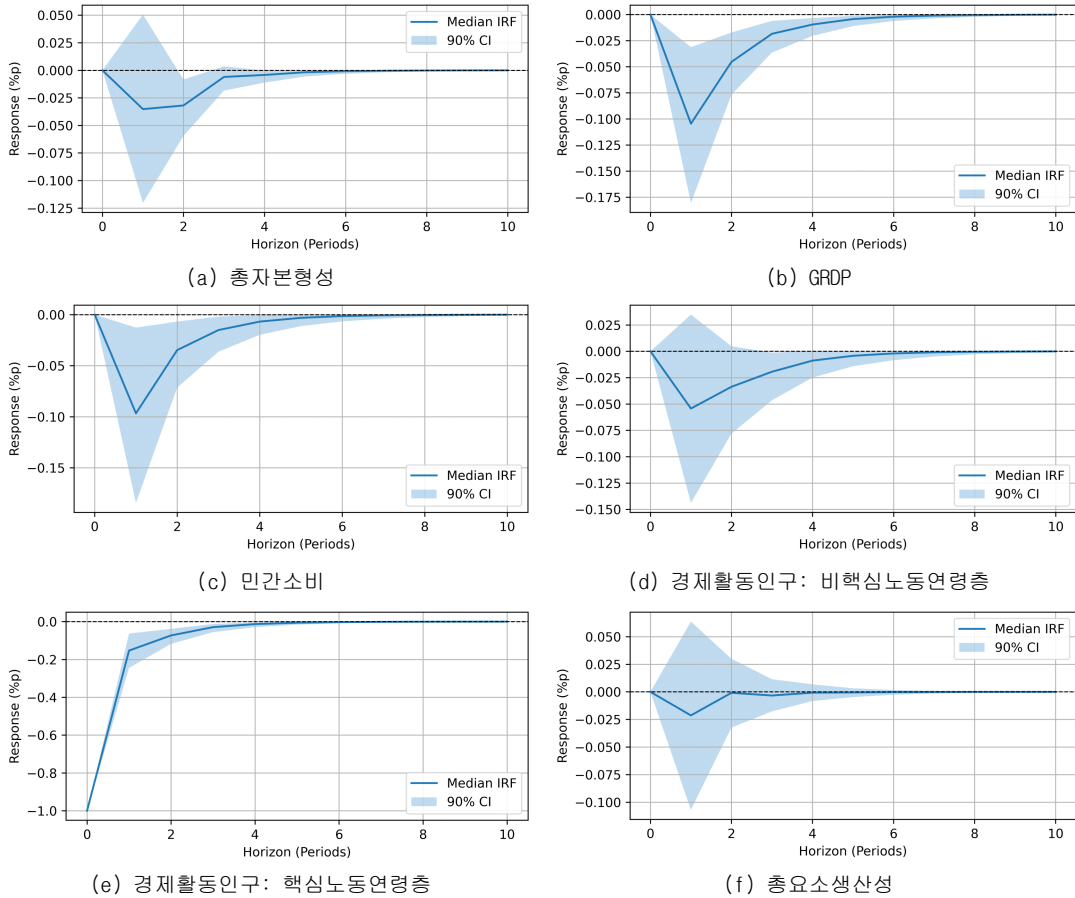 0.050
0.025
0.000
−0.025
−0.050
−0.075
−0.100
−0.125
Response (%p)
Median IRF
90% CI
0 2 4 6 8 10
Horizon (Periods)
(a) 총자본형성
0.000
−0.025
−0.050
−0.075
−0.100
−0.125
−0.150
−0.175
Response (%p)
Median IRF
90% CI
0 2 4 6 8 10
Horizon (Periods)
(b) GRDP
0.00
−0.05
−0.10
−0.15
Response (%p)
Median IRF
90% CI
0 2 4 6 8 10
Horizon (Periods)
(c) 민간소비
0.025
0.000
−0.025
−0.050
−0.075
−0.100
−0.125
−0.150
Response (%p)
Median IRF
90% CI
0 2 4 6 8 10
Horizon (Periods)
(d) 경제활동인구: 비핵심노동연령층
0.0
−0.2
−0.4
−0.6
−0.8
−1.0
Response (%p)
Median IRF
90% CI
0 2 4 6 8 10
Horizon (Periods)
(e) 경제활동인구: 핵심노동연령층
0.050
0.025
0.000
−0.025
−0.050
−0.075
−0.100
Response (%p)
Median IRF
90% CI
0 2 4 6 8 10
Horizon (Periods)
(f) 총요소생산성